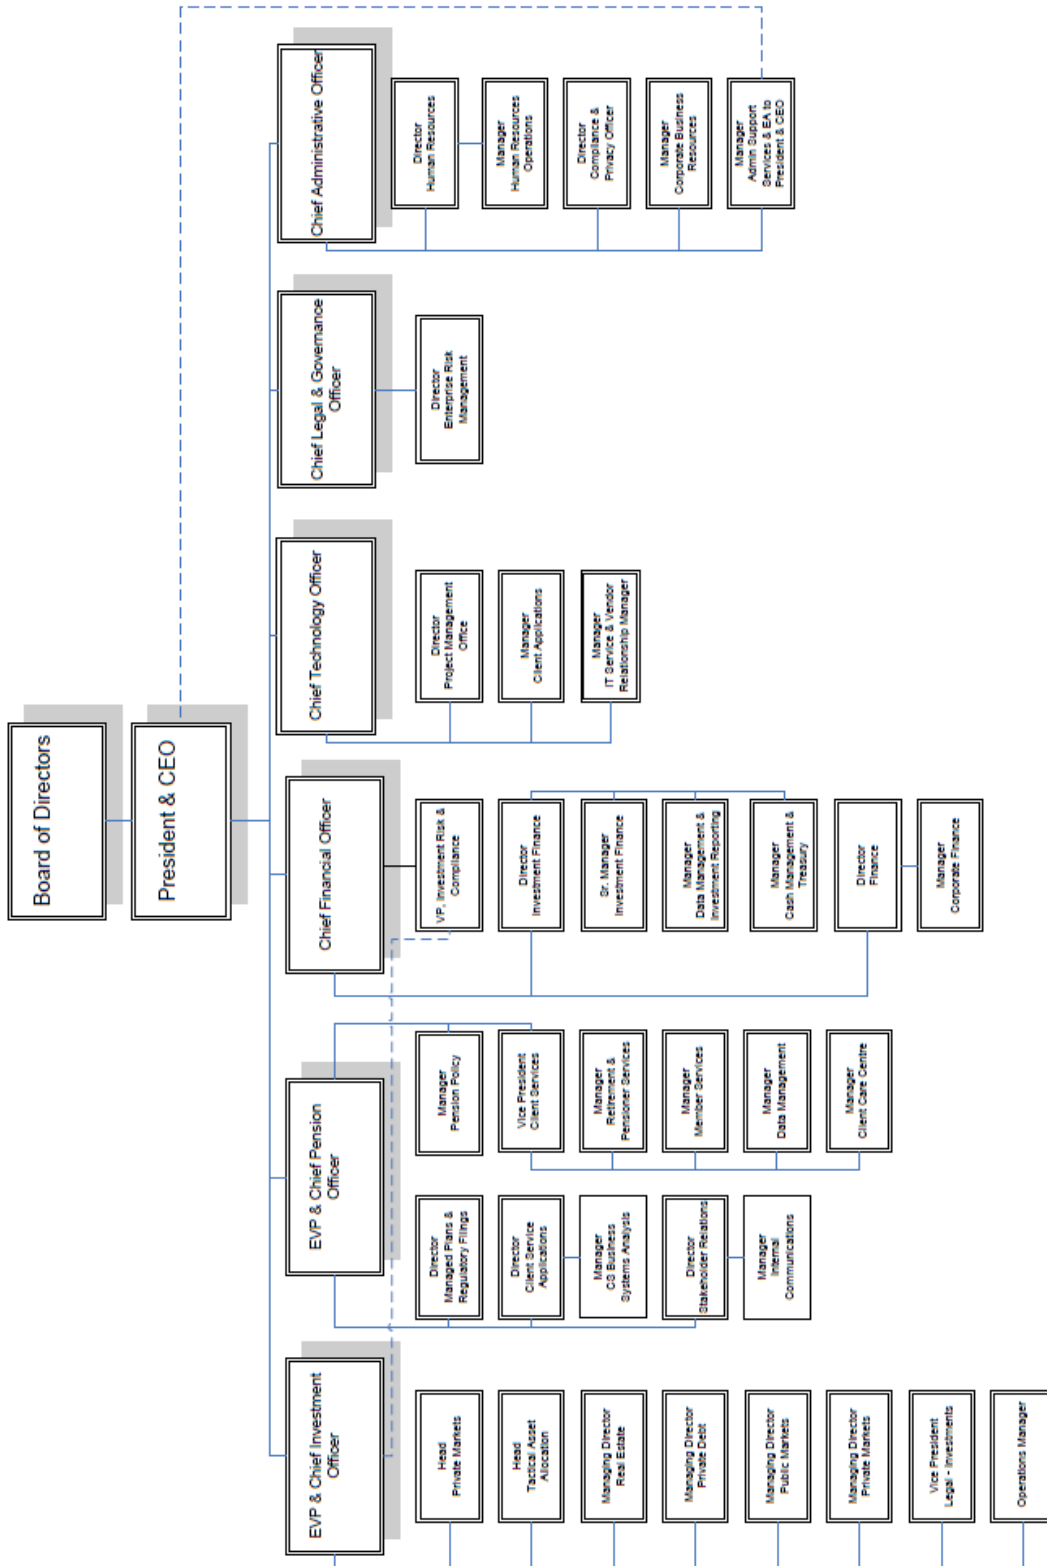 Board of Directors
President & CEO
EVP & Chief Investment
Officer
Head
Private Markets
Head
Tactical Asset
Allocation
Managing Director
Real Estate
Managing Director
Private Debt
Managing Director
Public Markets
Managing Director
Private Markets
Vice President
Legal - Investments
Operations Manager
EVP & Chief Pension
Officer
Director
Managed Plans &
Regulatory Filings
Director
Client Service
Applications
Manager
CS Business
Systems Analysis
Director
Stakeholder Relations
Manager
Internal
Communications
Manager
Pension Policy
Vice President
Client Services
Manager
Retirement &
Pensioner Services
Manager
Member Services
Manager
Data Management
Manager
Client Care Centre
Chief Financial Officer
VP, Investment Risk &
Compliance
Director
Investment Finance
Sr. Manager
Investment Finance
Manager
Data Management &
Investment Reporting
Manager
Cash Management &
Treasury
Director
Finance
Manager
Corporate Finance
Chief Technology Officer
Director
Project Management
Office
Manager
Client Applications
Manager
IT Service & Vendor
Relationship Manager
Chief Legal & Governance
Officer
Director
Enterprise Risk
Management
Chief Administrative Officer
Director
Human Resources
Manager
Human Resources
Operations
Director
Compliance &
Privacy Officer
Manager
Corporate Business
Resources
Manager
Admin Support
Services & EA to
President & CEO